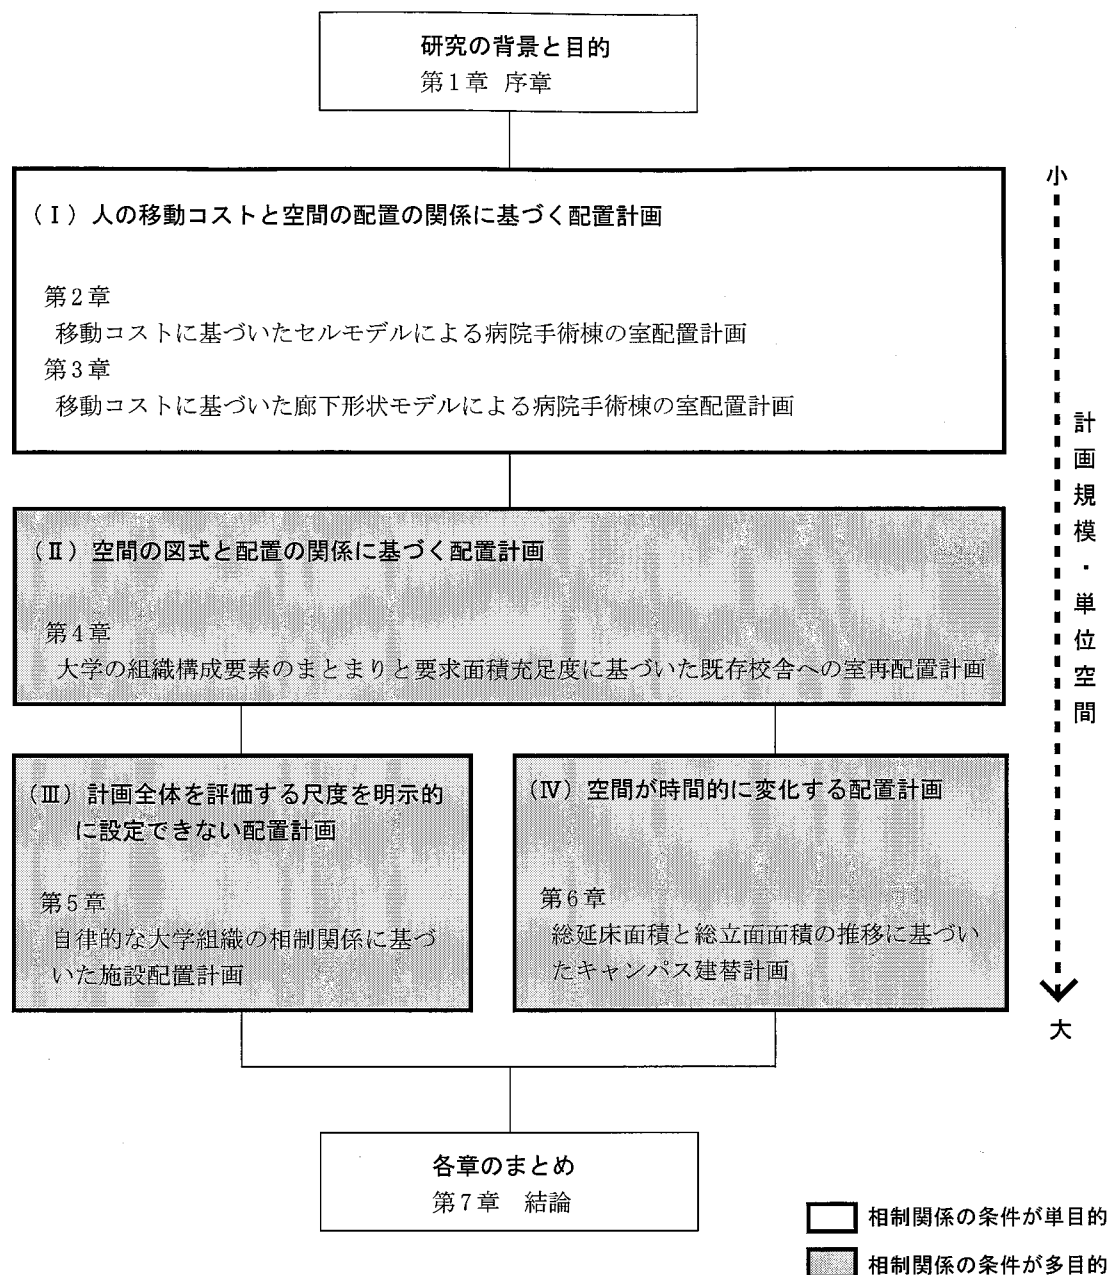 研究の背景と目的
第1章 序章
(Ⅰ) 人の移動コストと空間の配置の関係に基づく配置計画
第2章
移動コストに基づいたセルモデルによる病院手術棟の室配置計画
第3章
移動コストに基づいた廊下形状モデルによる病院手術棟の室配置計画
(Ⅱ) 空間の図式と配置の関係に基づく配置計画
第4章
大学の組織構成要素のまとまりと要求面積充足度に基づいた既存校舎への室再配置計画
(Ⅲ) 計画全体を評価する尺度を明示的
に設定できない配置計画
第5章
自律的な大学組織の相制関係に基づ
いた施設配置計画
(Ⅳ) 空間が時間的に変化する配置計画
第6章
総延床面積と総立面面積の推移に基づい
たキャンパス建替計画
各章のまとめ
第7章 結論
小
計画規模・単位空間
大
相制関係の条件が単目的
相制関係の条件が多目的